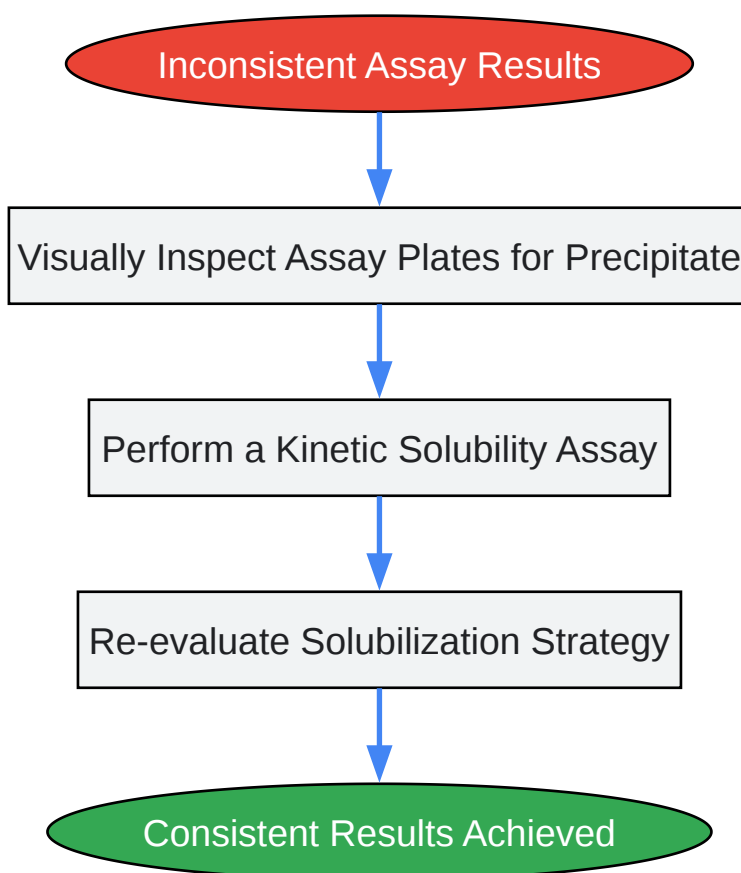 Inconsistent Assay Results
Visually Inspect Assay Plates for Precipitate
Perform a Kinetic Solubility Assay
Re-evaluate Solubilization Strategy
Consistent Results Achieved